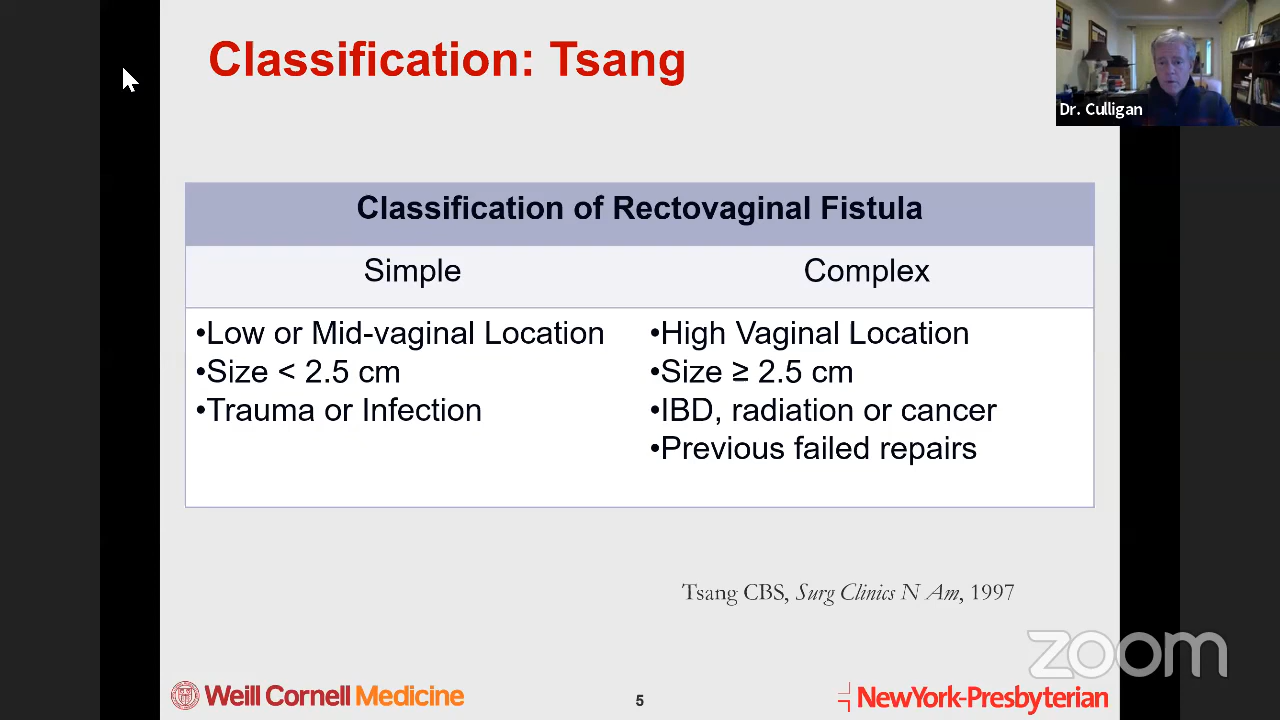 Classification: Tsang
Dr. Culligan
Classification of Rectovaginal Fistula
Simple
Complex
•Low or Mid-vaginal Location
•Size < 2.5 cm
•Trauma or Infection
•High Vaginal Location
•Size ≥ 2.5 cm
•IBD, radiation or cancer
•Previous failed repairs
Tsang CBS, Surg Clinics N Am, 1997
zoom
Weill Cornell Medicine
5
NewYork-Presbyterian